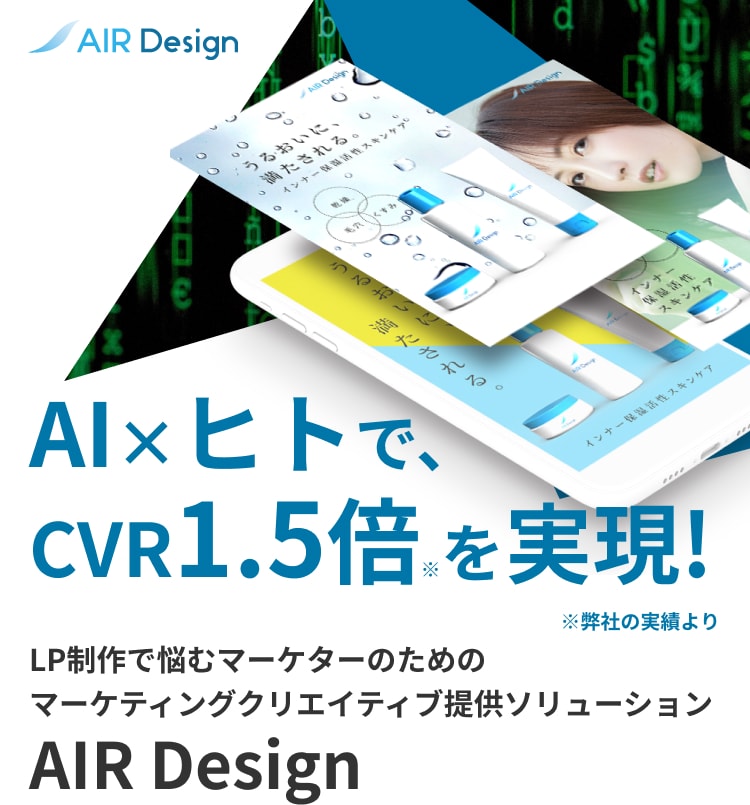 AIR Design
AIR Design
うるおいに、
満たされる。
インナー保湿活性スキンケア
乾燥
毛穴
くすみ
AIR Design
AIR Design
インナー
保湿活性
スキンケア
うるおいに、
満たされる。
AIR Design
インナー保湿活性スキンケア
AI×ヒトで、
CVR1.5倍※を実現!
※弊社の実績より
LP制作で悩むマーケターのための
マーケティングクリエイティブ提供ソリューション
AIR Design